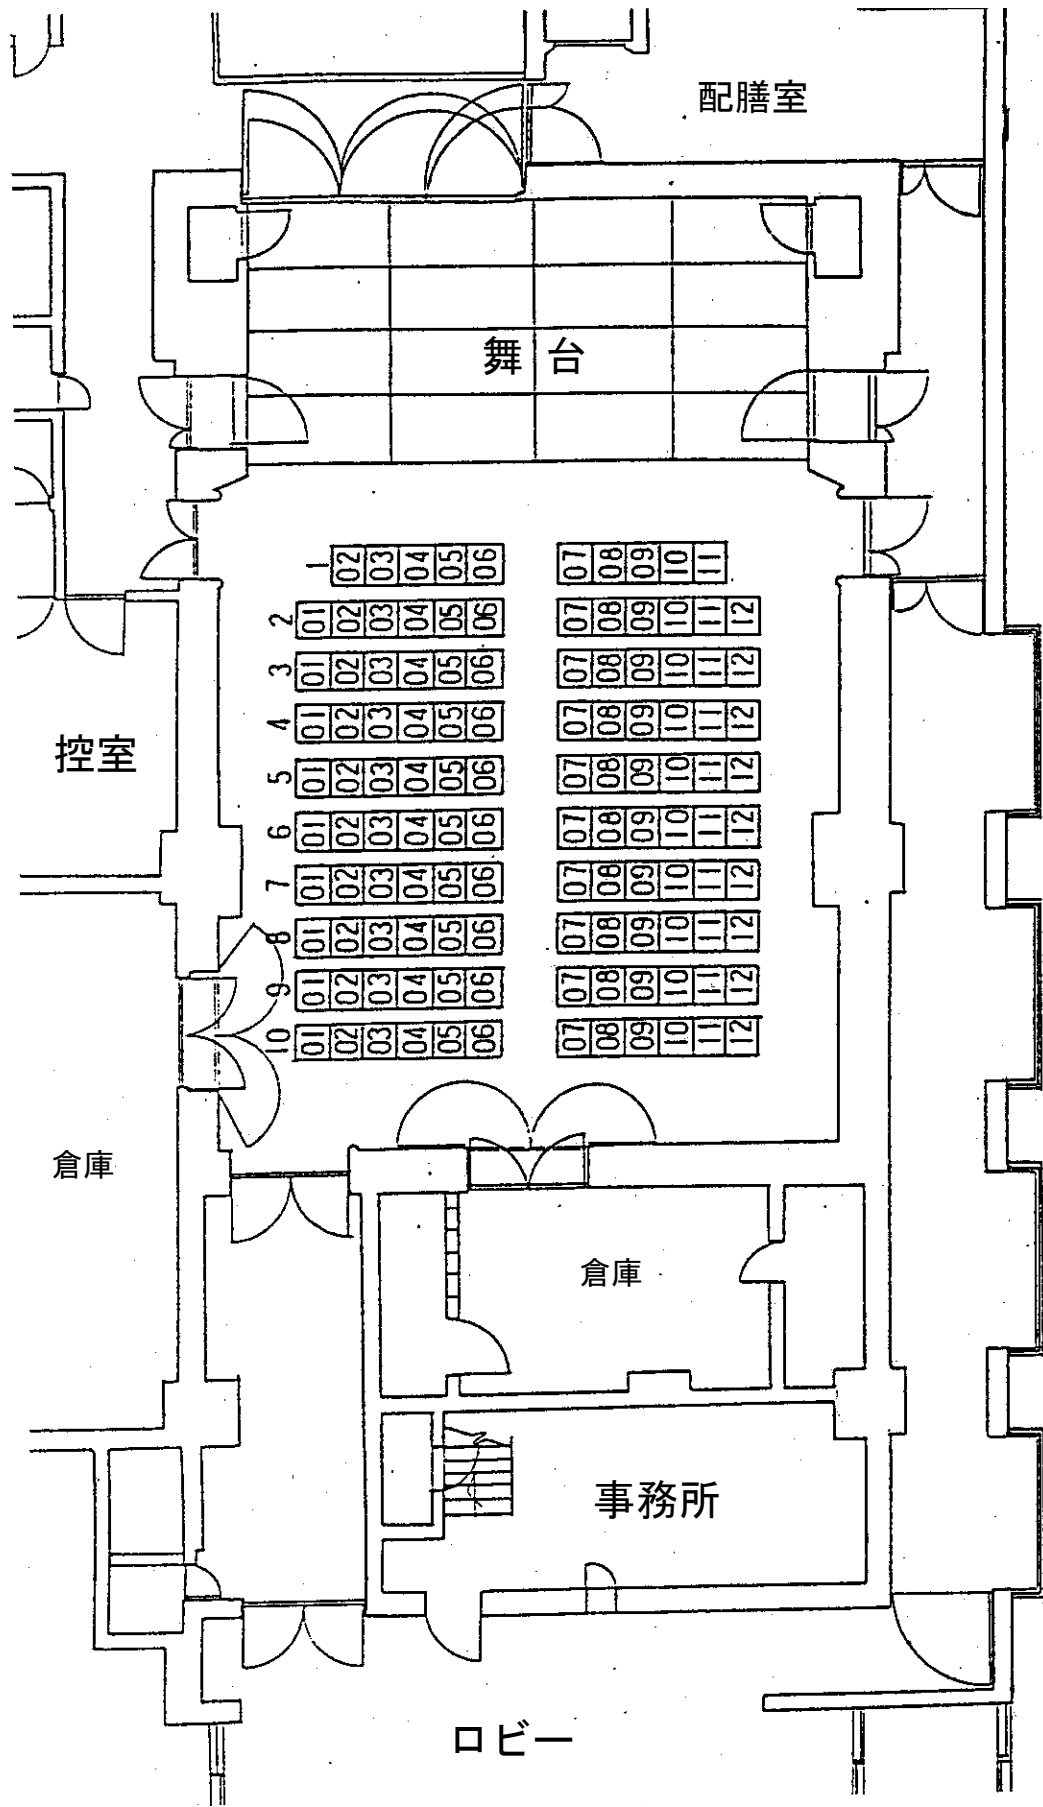 配膳室
舞台
1 02 03 04 05 06 07 08 09 10 11
2 01 02 03 04 05 06 07 08 09 10 11 12
3 01 02 03 04 05 06 07 08 09 10 11 12
4 01 02 03 04 05 06 07 08 09 10 11 12
控室
5 01 02 03 04 05 06 07 08 09 10 11 12
6 01 02 03 04 05 06 07 08 09 10 11 12
7 01 02 03 04 05 06 07 08 09 10 11 12
8 01 02 03 04 05 06 07 08 09 10 11 12
9 01 02 03 04 05 06 07 08 09 10 11 12
10 01 02 03 04 05 06 07 08 09 10 11 12
倉庫
倉庫
事務所
ロビー